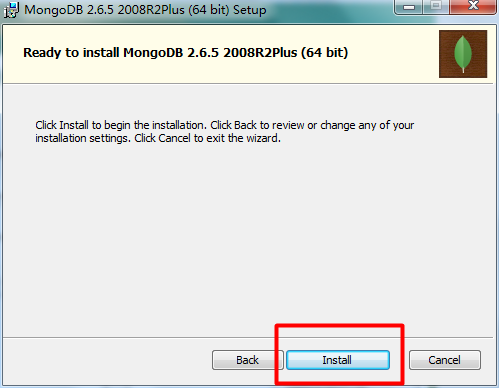 MongoDB 2.6.5 2008R2Plus (64 bit) Setup
Ready to install MongoDB 2.6.5 2008R2Plus (64 bit)
Click Install to begin the installation. Click Back to review or change any of your
installation settings. Click Cancel to exit the wizard.
Back Install Cancel